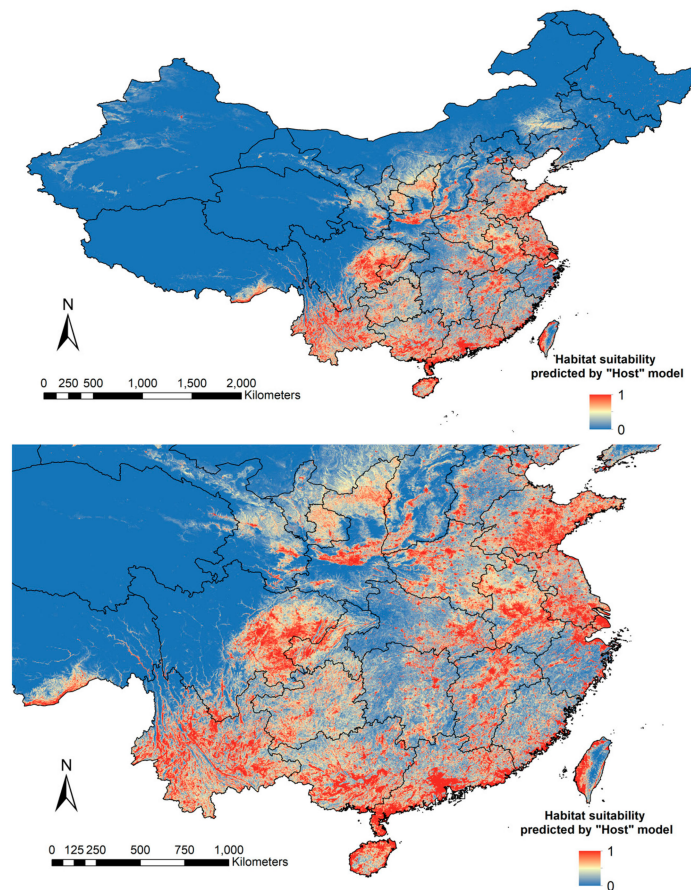 N
0 250 500 1,000 1,500 2,000
Kilometers
Habitat suitability
predicted by "Host" model
1
0
N
0 125 250 500 750 1,000
Kilometers
Habitat suitability
predicted by "Host" model
1
0